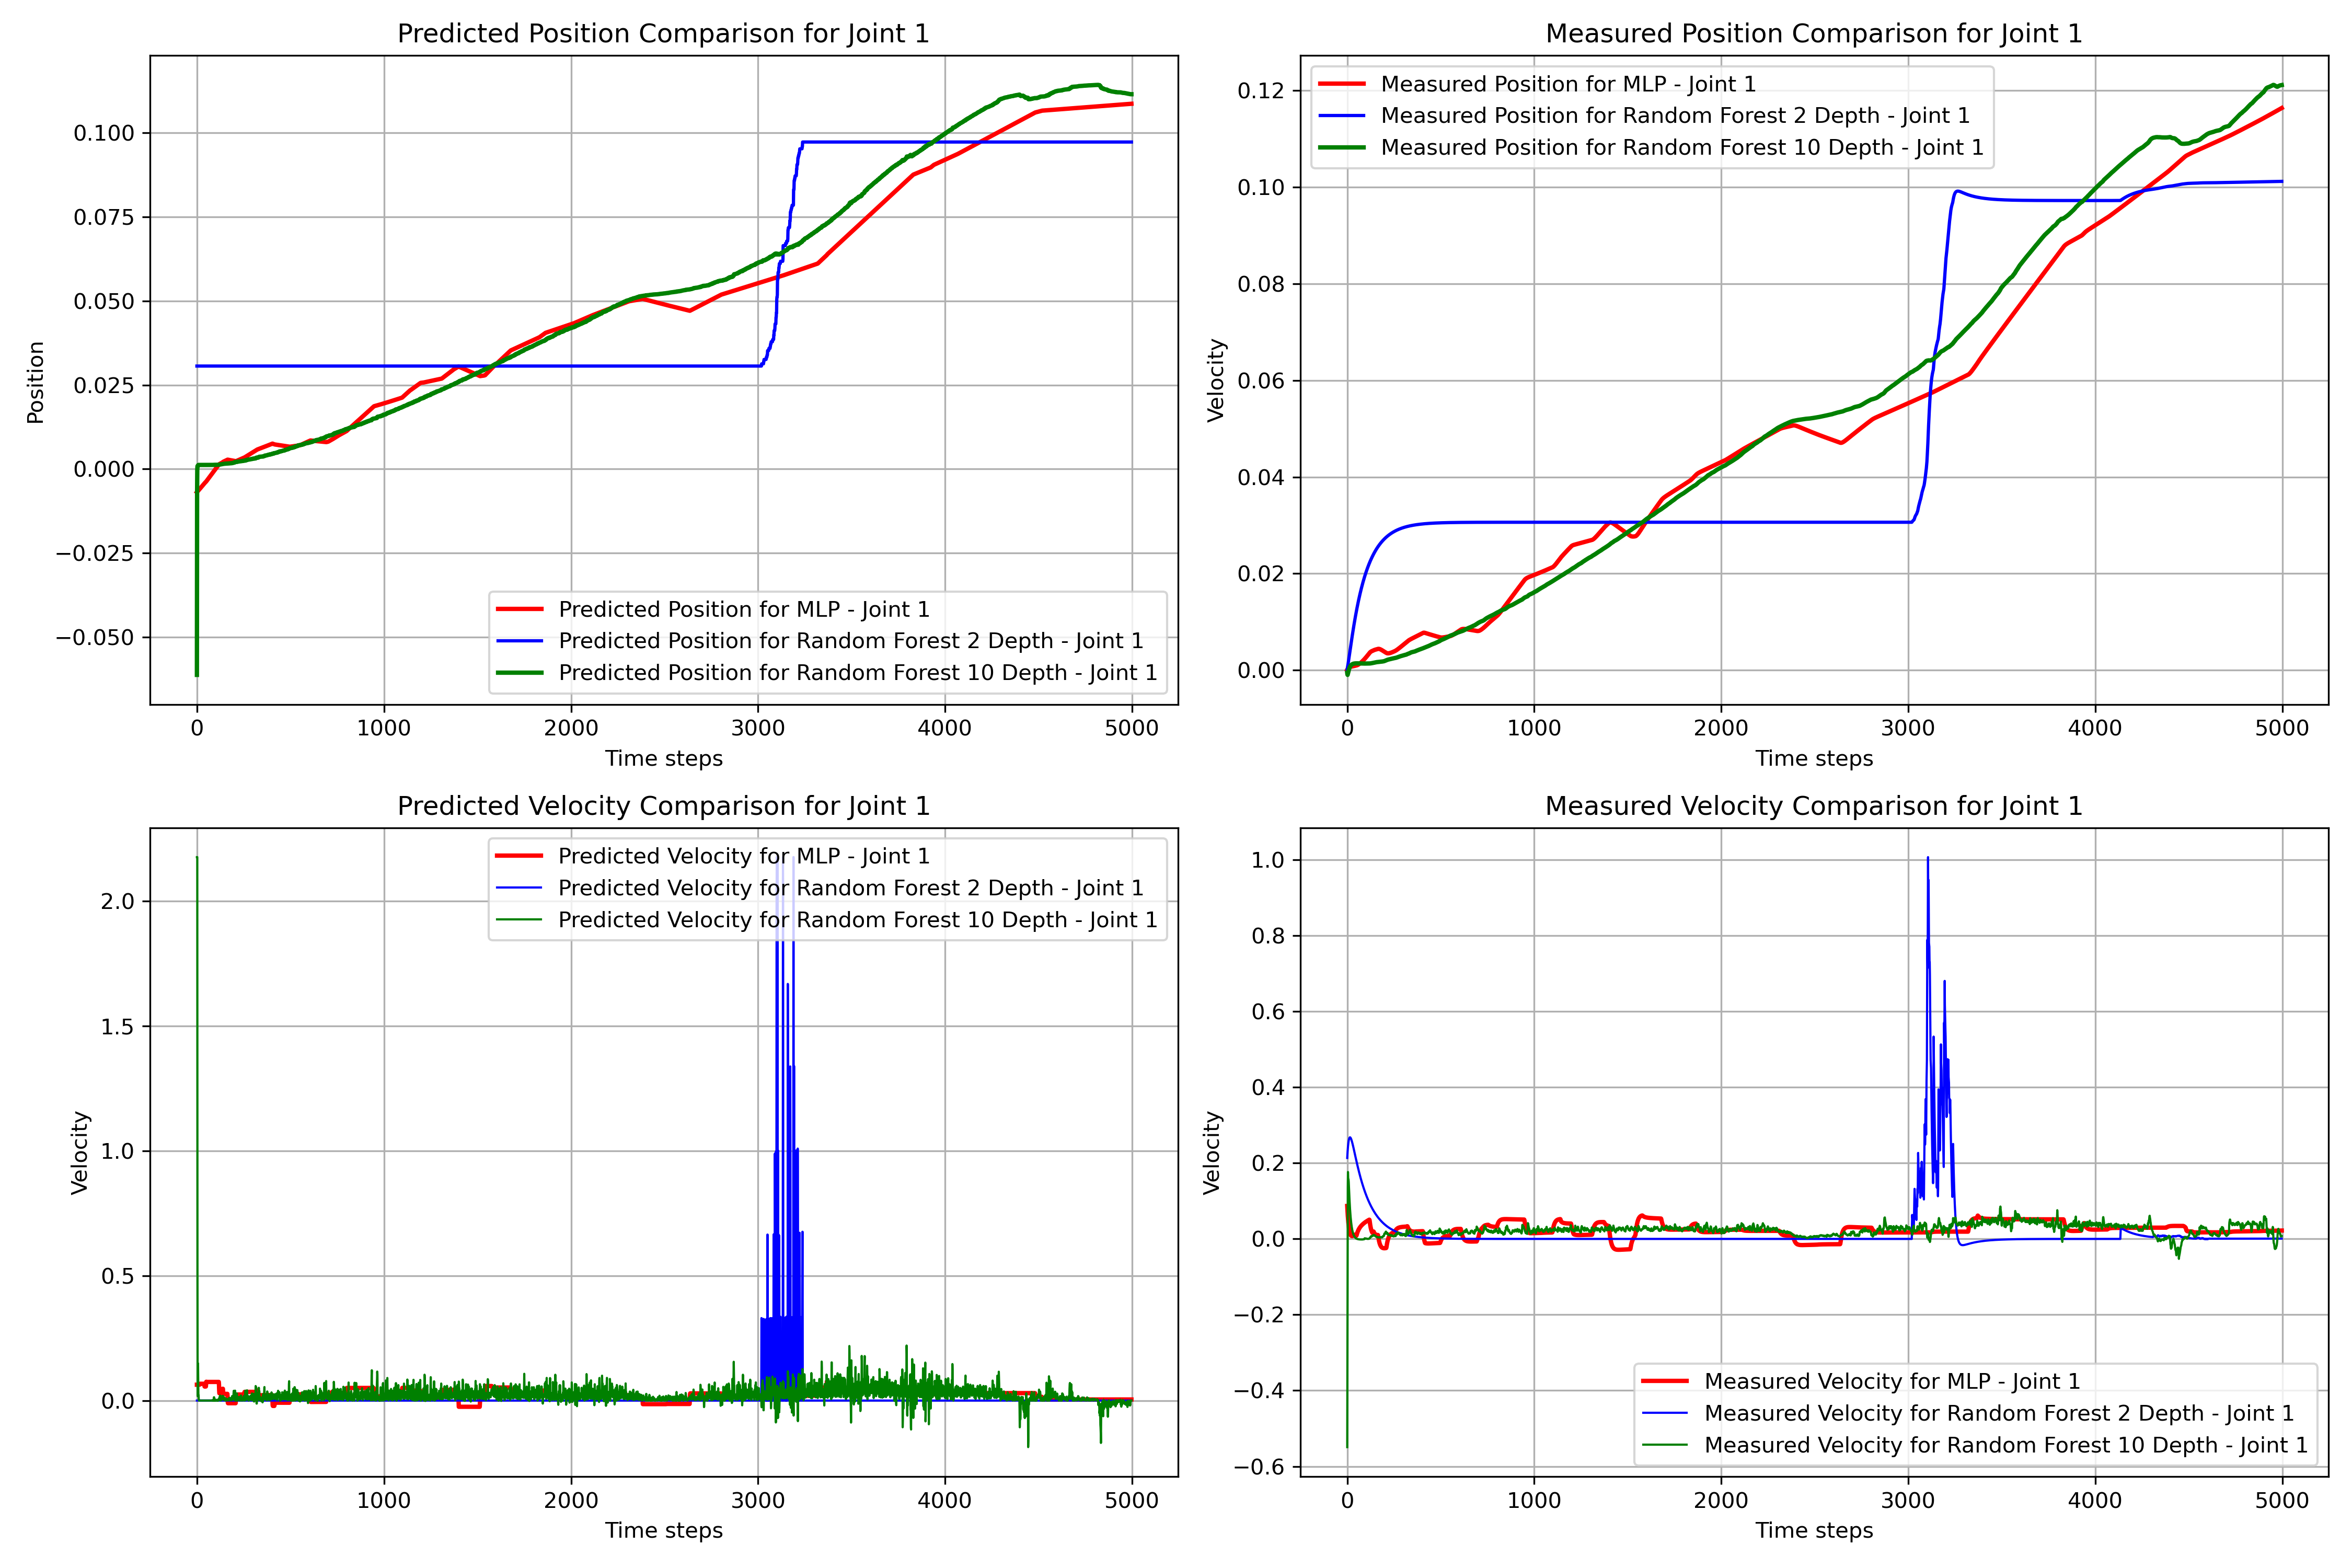 Predicted Position Comparison for Joint 1
Position
0.100
0.075
0.050
0.025
0.000
−0.025
−0.050
Predicted Position for MLP - Joint 1
Predicted Position for Random Forest 2 Depth - Joint 1
Predicted Position for Random Forest 10 Depth - Joint 1
0 1000 2000 3000 4000 5000
Time steps
Measured Position Comparison for Joint 1
Velocity
0.12
0.10
0.08
0.06
0.04
0.02
0.00
Measured Position for MLP - Joint 1
Measured Position for Random Forest 2 Depth - Joint 1
Measured Position for Random Forest 10 Depth - Joint 1
0 1000 2000 3000 4000 5000
Time steps
Predicted Velocity Comparison for Joint 1
Velocity
2.0
1.5
1.0
0.5
0.0
Predicted Velocity for MLP - Joint 1
Predicted Velocity for Random Forest 2 Depth - Joint 1
Predicted Velocity for Random Forest 10 Depth - Joint 1
0 1000 2000 3000 4000 5000
Time steps
Measured Velocity Comparison for Joint 1
Velocity
1.0
0.8
0.6
0.4
0.2
0.0
−0.2
−0.4
−0.6
Measured Velocity for MLP - Joint 1
Measured Velocity for Random Forest 2 Depth - Joint 1
Measured Velocity for Random Forest 10 Depth - Joint 1
0 1000 2000 3000 4000 5000
Time steps